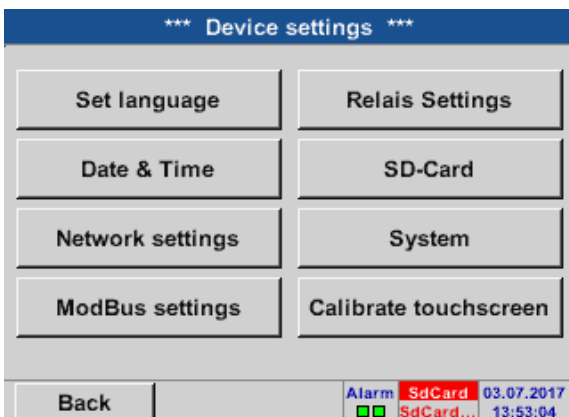 *** Device settings ***
Set language
Relais Settings
Date & Time
SD-Card
Network settings
System
ModBus settings
Calibrate touchscreen
Back
Alarm
SdCard
SdCard...
03.07.2017
13:53:04